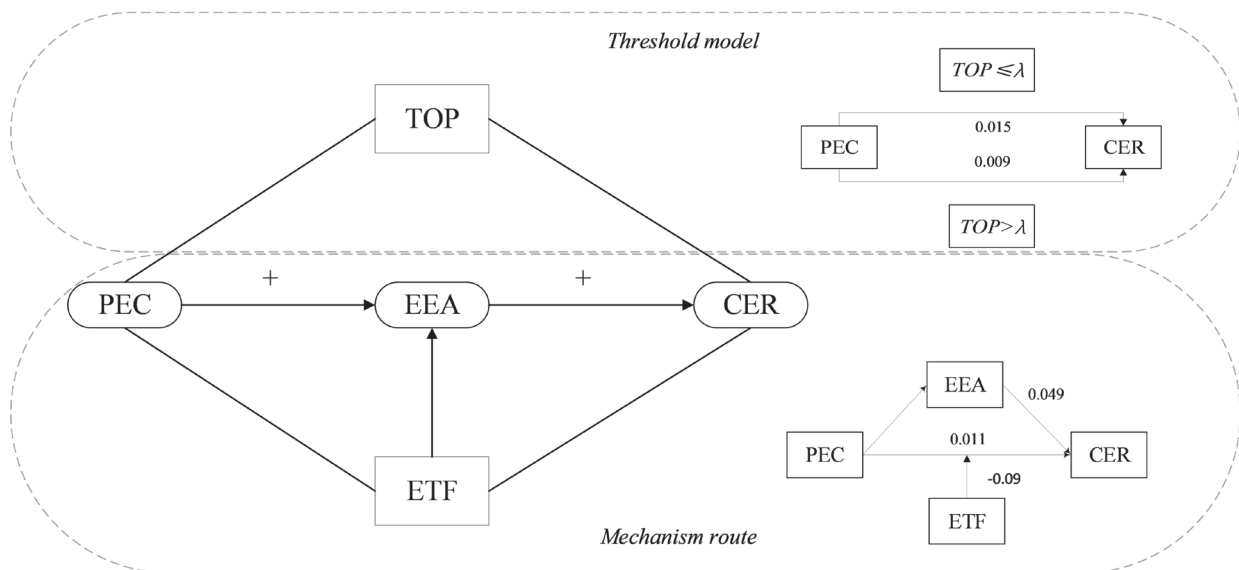 Threshold model
TOP
TOP ≤ λ
0.015
PEC
CER
0.009
TOP > λ
+
+
PEC
EEA
CER
EEA
0.049
0.011
PEC
CER
-0.09
ETF
ETF
Mechanism route